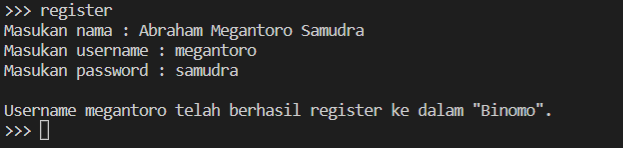 >>> register
Masukan nama : Abraham Megantoro Samudra
Masukan username : megantoro
Masukan password : samudra
Username megantoro telah berhasil register ke dalam "Binomo".
>>>